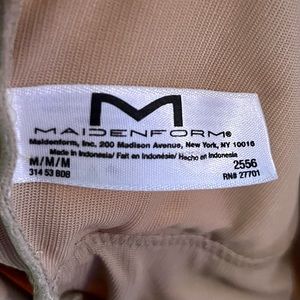 M
MAIDENFORM®
Maidenform, Inc. 200 Madison Avenue, New York, NY 10016
Made in Indonesia/ Fait en Indonésie/ Hecho en Indonesia
M/M/M 2556
314 53 BDB RN# 27701